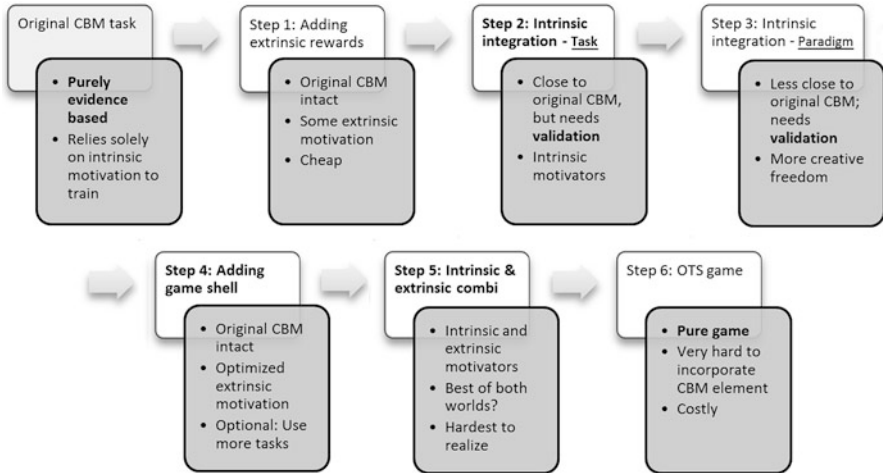 Original CBM task
• Purely
evidence
based
• Relies solely
on intrinsic
motivation to
train
Step 1: Adding
extrinsic rewards
• Original CBM
intact
• Some extrinsic
motivation
• Cheap
Step 2: Intrinsic
integration - Task
• Close to
original CBM,
but needs
validation
• Intrinsic
motivators
Step 3: Intrinsic
integration - Paradigm
• Less close to
original CBM;
needs
validation
• More creative
freedom
Step 4: Adding
game shell
• Original CBM
intact
• Optimized
extrinsic
motivation
• Optional: Use
more tasks
Step 5: Intrinsic &
extrinsic combi
• Intrinsic and
extrinsic
motivators
• Best of both
worlds?
• Hardest to
realize
Step 6: OTS game
• Pure game
• Very hard to
incorporate
CBM element
• Costly